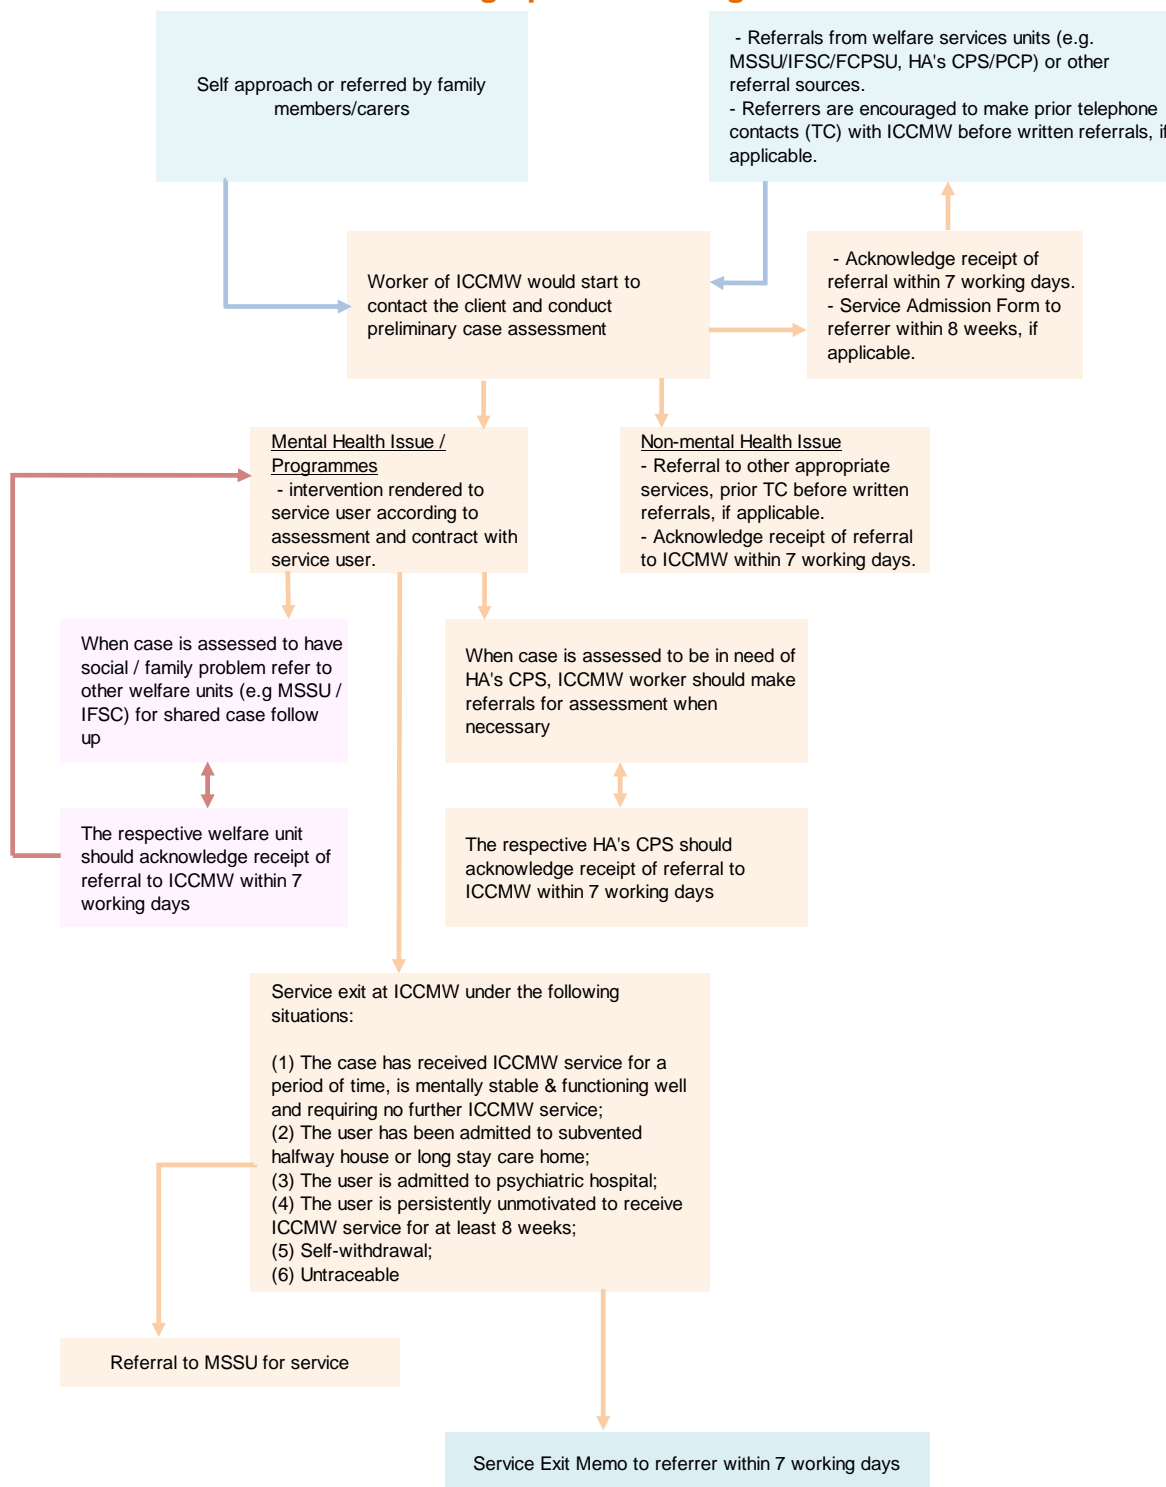 Self approach or referred by family
members/carers
- Referrals from welfare services units (e.g.
MSSU/IFSC/FCPSU, HA's CPS/PCP) or other
referral sources.
- Referrers are encouraged to make prior telephone
contacts (TC) with ICCMW before written referrals, if
applicable.
Worker of ICCMW would start to
contact the client and conduct
preliminary case assessment
- Acknowledge receipt of
referral within 7 working days.
- Service Admission Form to
referrer within 8 weeks, if
applicable.
Mental Health Issue /
Programmes
- intervention rendered to
service user according to
assessment and contract with
service user.
Non-mental Health Issue
- Referral to other appropriate
services, prior TC before written
referrals, if applicable.
- Acknowledge receipt of referral
to ICCMW within 7 working days.
When case is assessed to have
social / family problem refer to
other welfare units (e.g MSSU /
IFSC) for shared case follow
up
When case is assessed to be in need of
HA's CPS, ICCMW worker should make
referrals for assessment when
necessary
The respective welfare unit
should acknowledge receipt of
referral to ICCMW within 7
working days
The respective HA's CPS should
acknowledge receipt of referral to
ICCMW within 7 working days
Service exit at ICCMW under the following
situations:
(1) The case has received ICCMW service for a
period of time, is mentally stable & functioning well
and requiring no further ICCMW service;
(2) The user has been admitted to subvented
halfway house or long stay care home;
(3) The user is admitted to psychiatric hospital;
(4) The user is persistently unmotivated to receive
ICCMW service for at least 8 weeks;
(5) Self-withdrawal;
(6) Untraceable
Referral to MSSU for service
Service Exit Memo to referrer within 7 working days